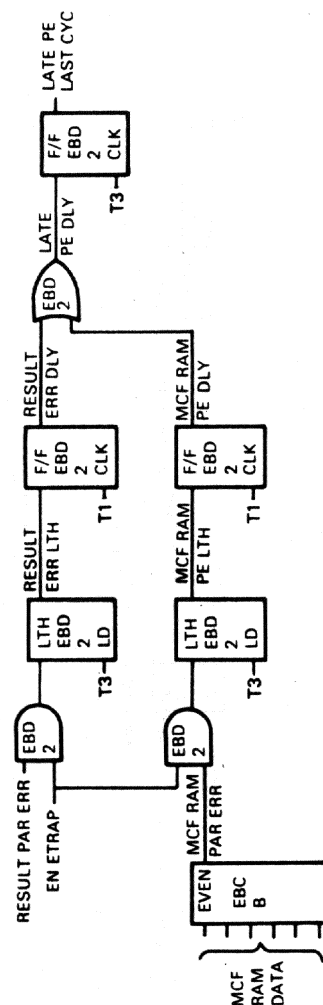 RESULT PAR ERR
EN ETRAP
EBD
2
LTH
EBD
2
LD
T3
RESULT
ERR LTH
F/F
EBD
2
CLK
T1
RESULT
ERR DLY
EBD
2
LATE
PE DLY
F/F
EBD
2
CLK
T3
LATE PE
LAST CYC
MCF
RAM
DATA
EVEN
EBC
B
MCF RAM
PAR ERR
EBD
2
LTH
EBD
2
LD
T3
MCF RAM
PE LTH
F/F
EBD
2
CLK
T1
MCF RAM
PE DLY